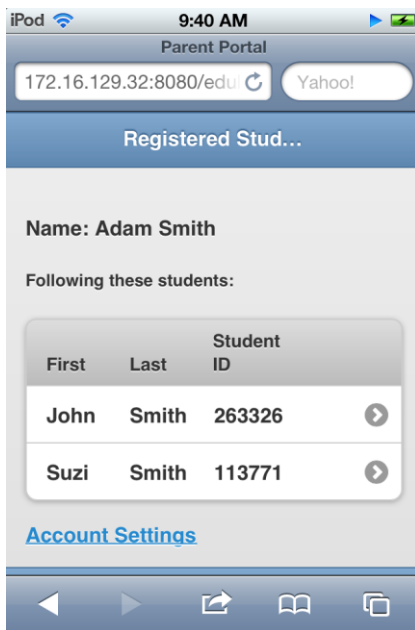 iPod 9:40 AM
Parent Portal
172.16.129.32:8080/edu Yahoo!
Registered Stud...
Name: Adam Smith
Following these students:
First Last Student ID
John Smith 263326
Suzi Smith 113771
Account Settings